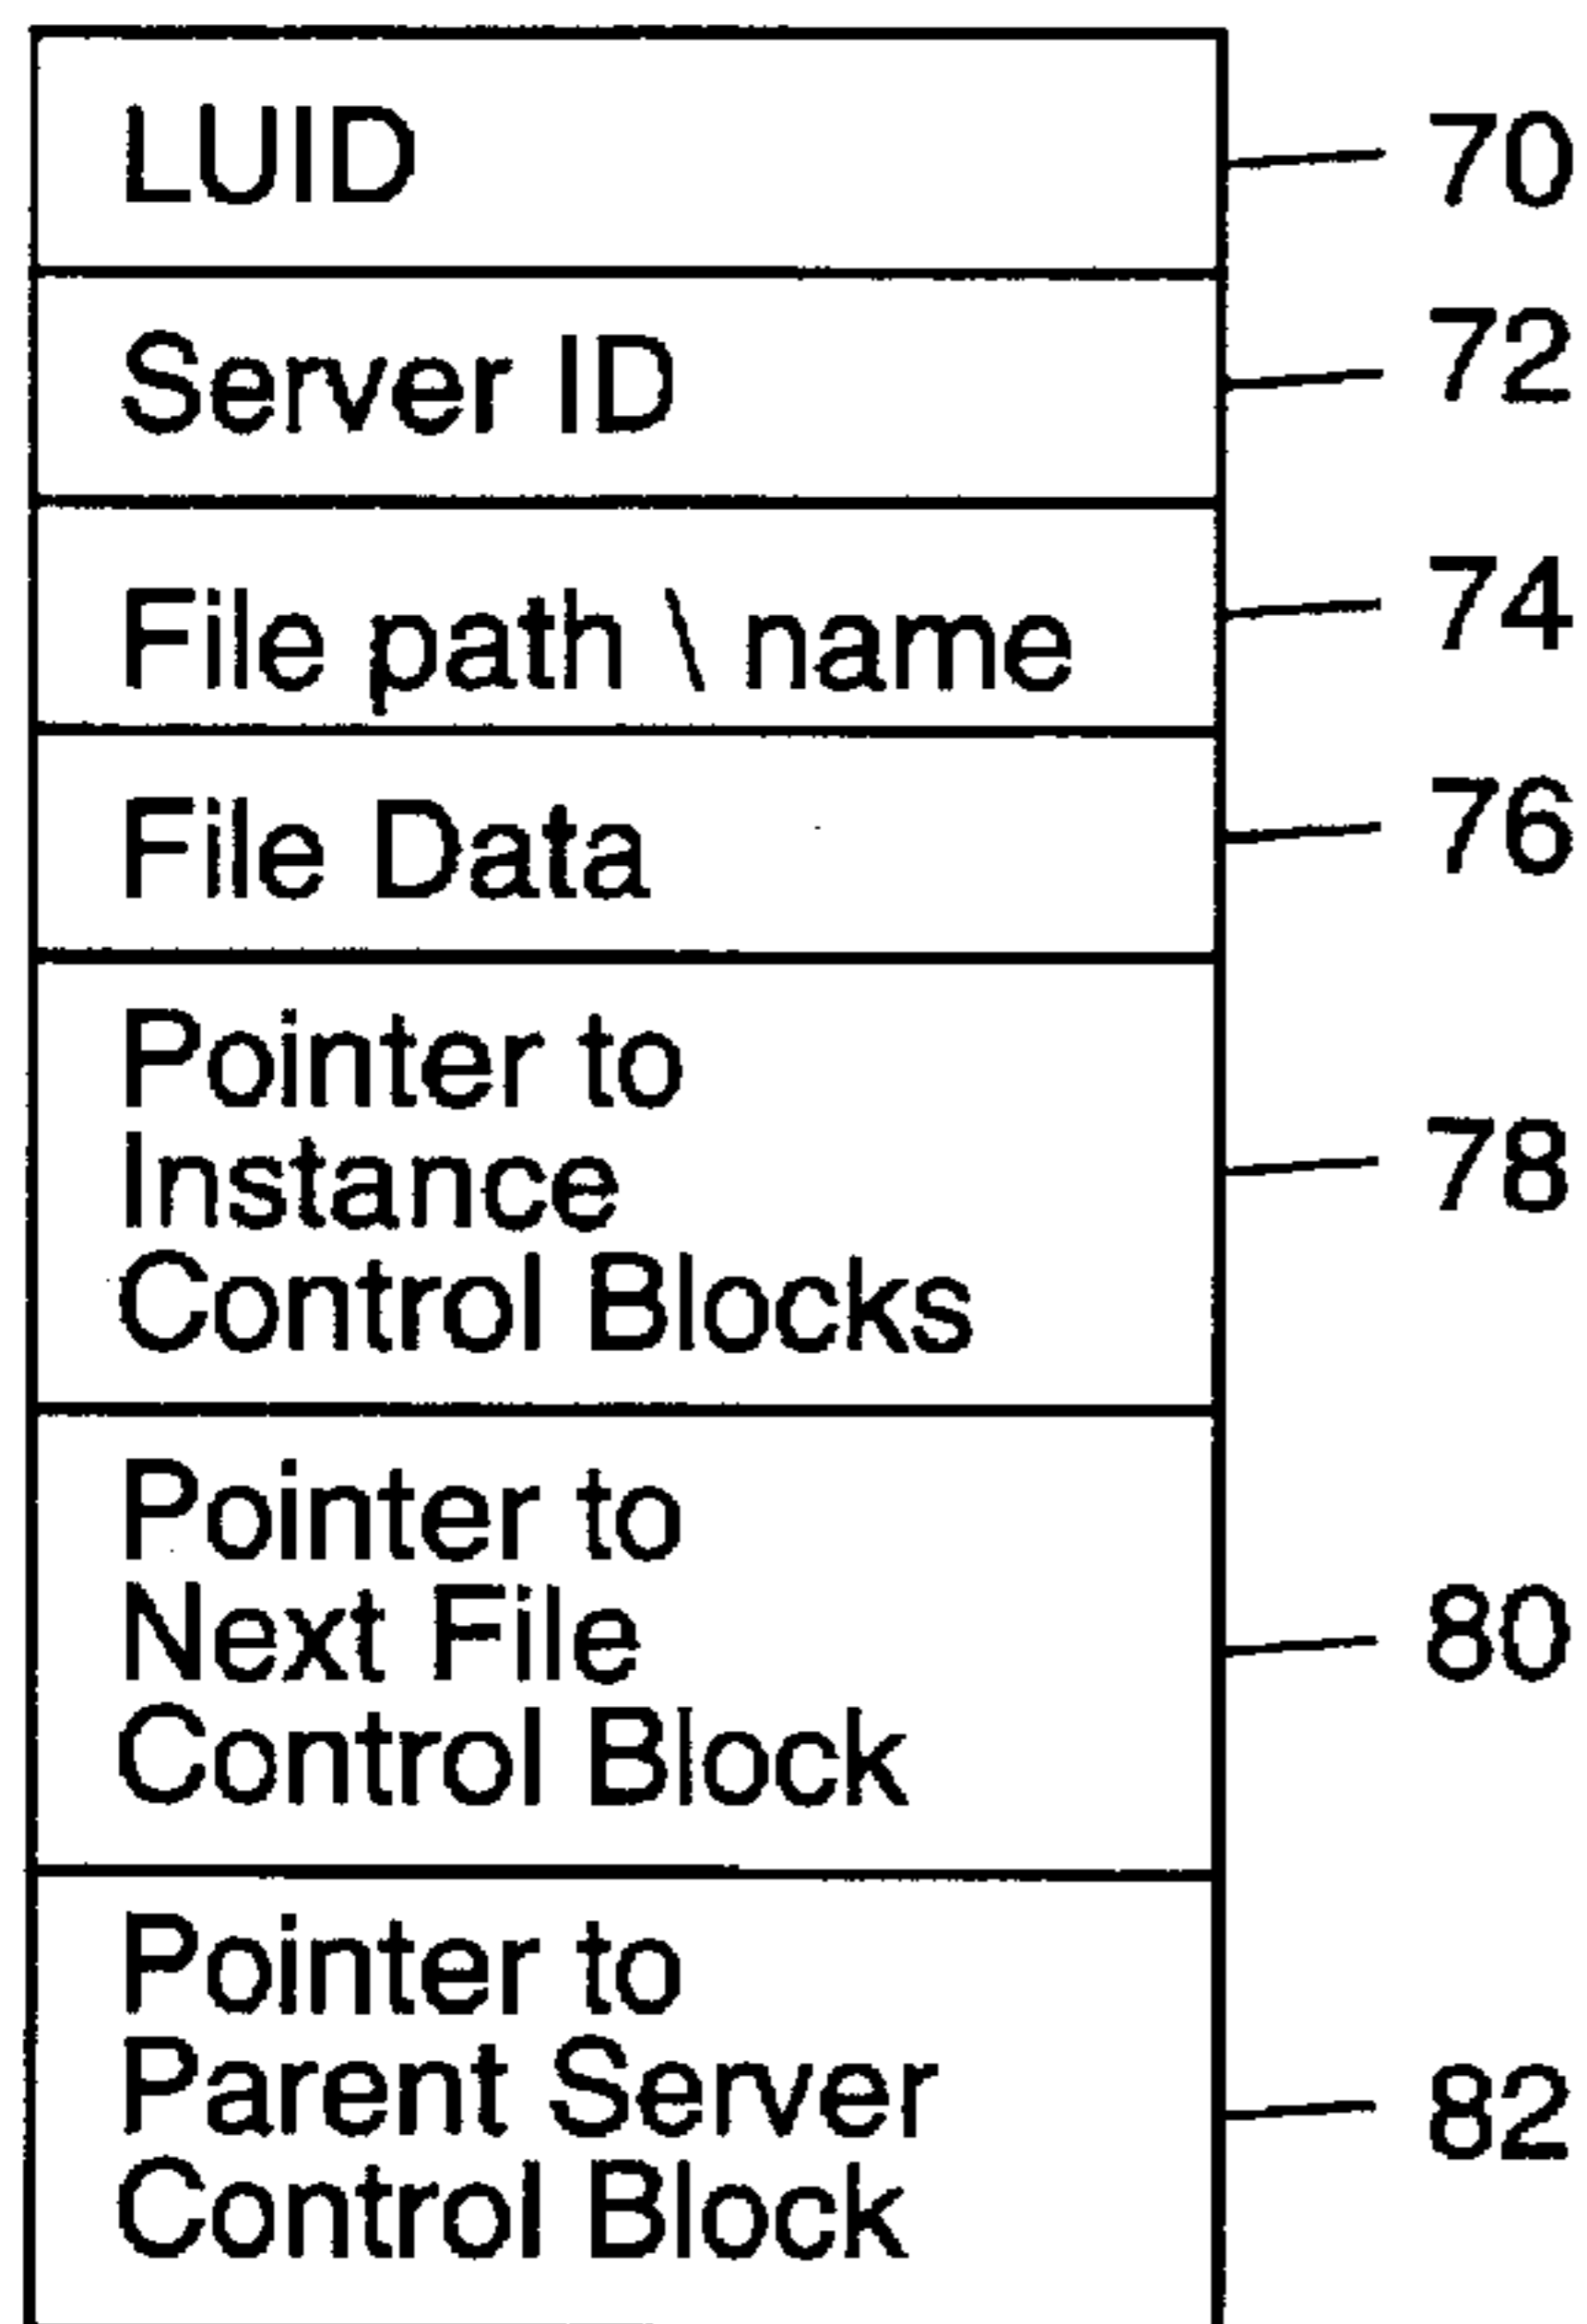 LUID 70
Server ID 72
File path \ name 74
File Data 76
Pointer to
Instance 78
Control Blocks
Pointer to
Next File 80
Control Block
Pointer to
Parent Server 82
Control Block